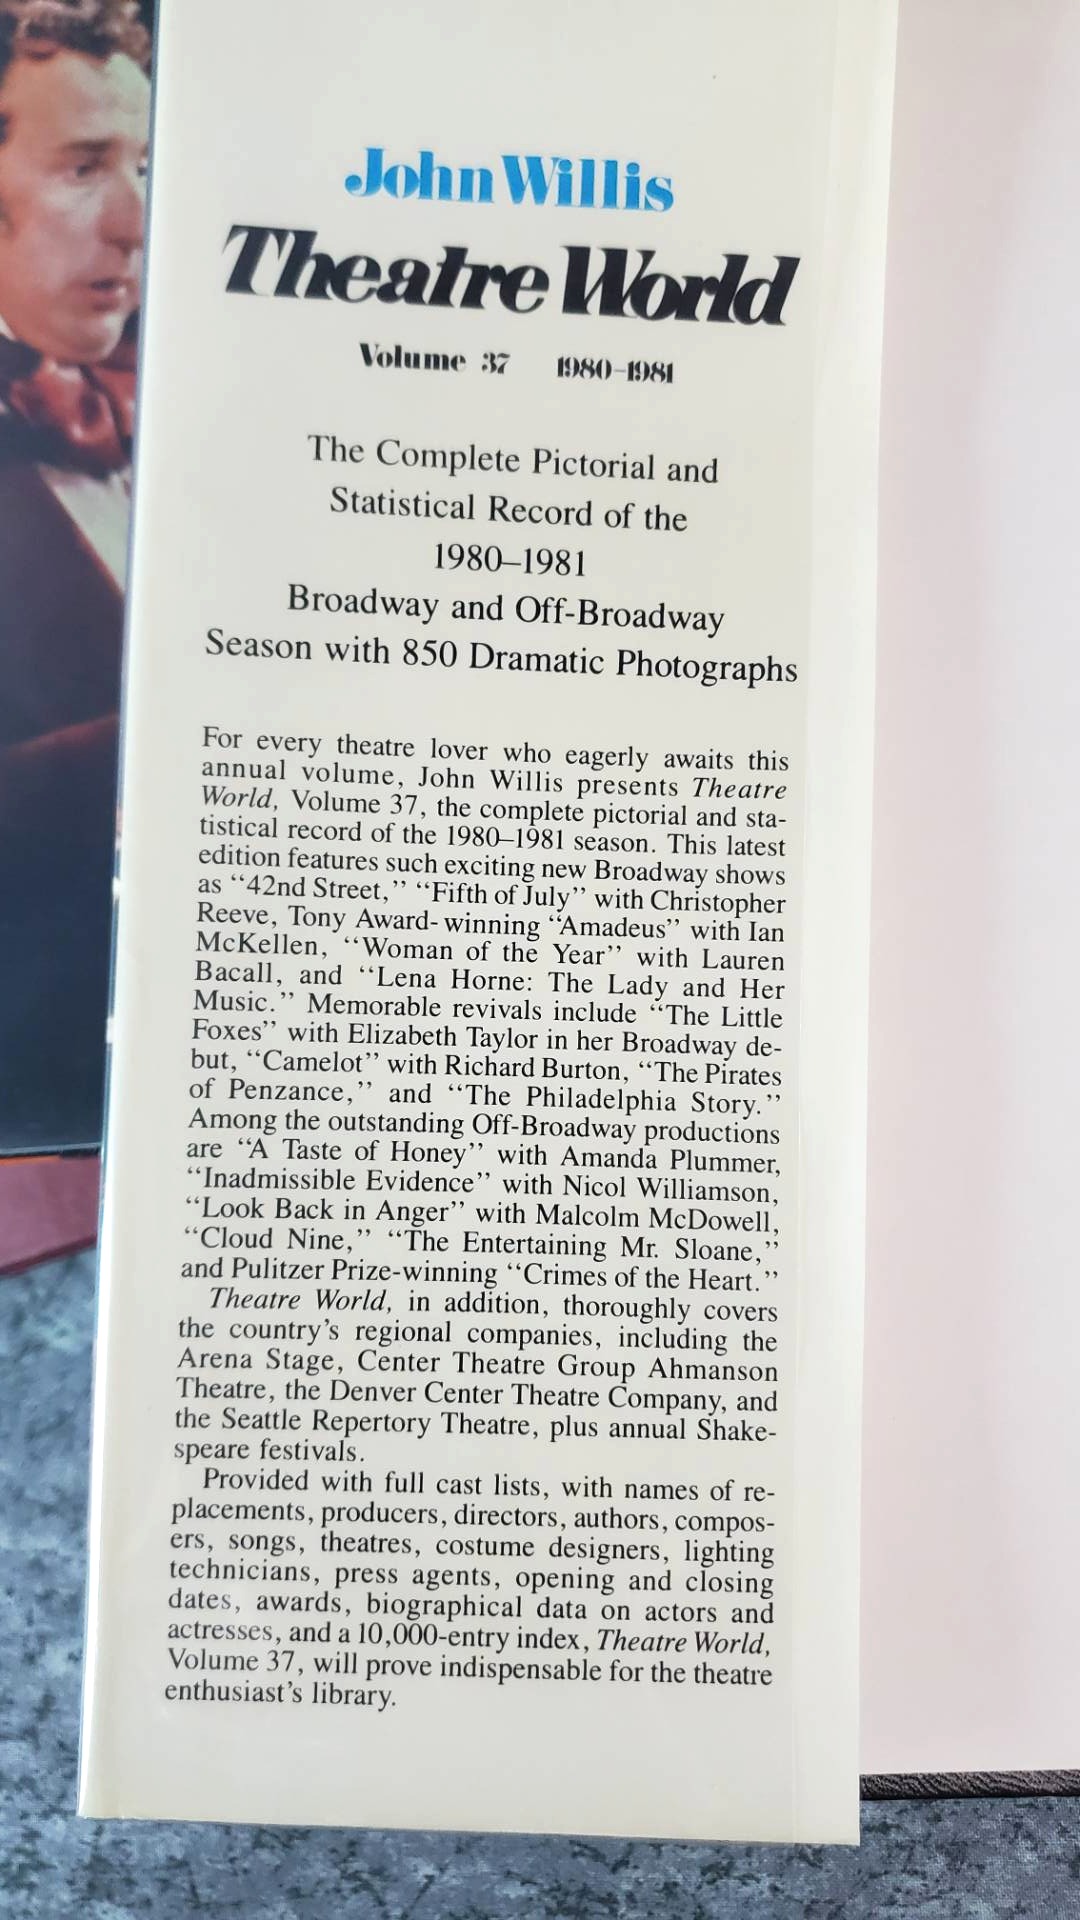 John Willis
Theatre World
Volume 37 1980–1981
The Complete Pictorial and
Statistical Record of the
1980–1981
Broadway and Off-Broadway
Season with 850 Dramatic Photographs
For every theatre lover who eagerly awaits this
annual volume, John Willis presents Theatre
World, Volume 37, the complete pictorial and sta-
tistical record of the 1980–1981 season. This latest
edition features such exciting new Broadway shows
as “42nd Street,” “Fifth of July” with Christopher
Reeve, Tony Award-winning “Amadeus” with Ian
McKellen, “Woman of the Year” with Lauren
Bacall, and “Lena Horne: The Lady and Her
Music.” Memorable revivals include “The Little
Foxes” with Elizabeth Taylor in her Broadway de-
but, “Camelot” with Richard Burton, “The Pirates
of Penzance,” and “The Philadelphia Story.”
Among the outstanding Off-Broadway productions
are “A Taste of Honey” with Amanda Plummer,
“Inadmissible Evidence” with Nicol Williamson,
“Look Back in Anger” with Malcolm McDowell,
“Cloud Nine,” “The Entertaining Mr. Sloane,”
and Pulitzer Prize-winning “Crimes of the Heart.”
Theatre World, in addition, thoroughly covers
the country’s regional companies, including the
Arena Stage, Center Theatre Group Ahmanson
Theatre, the Denver Center Theatre Company, and
the Seattle Repertory Theatre, plus annual Shake-
speare festivals.
Provided with full cast lists, with names of re-
placements, producers, directors, authors, compos-
ers, songs, theatres, costume designers, lighting
technicians, press agents, opening and closing
dates, awards, biographical data on actors and
actresses, and a 10,000-entry index, Theatre World,
Volume 37, will prove indispensable for the theatre
enthusiast’s library.